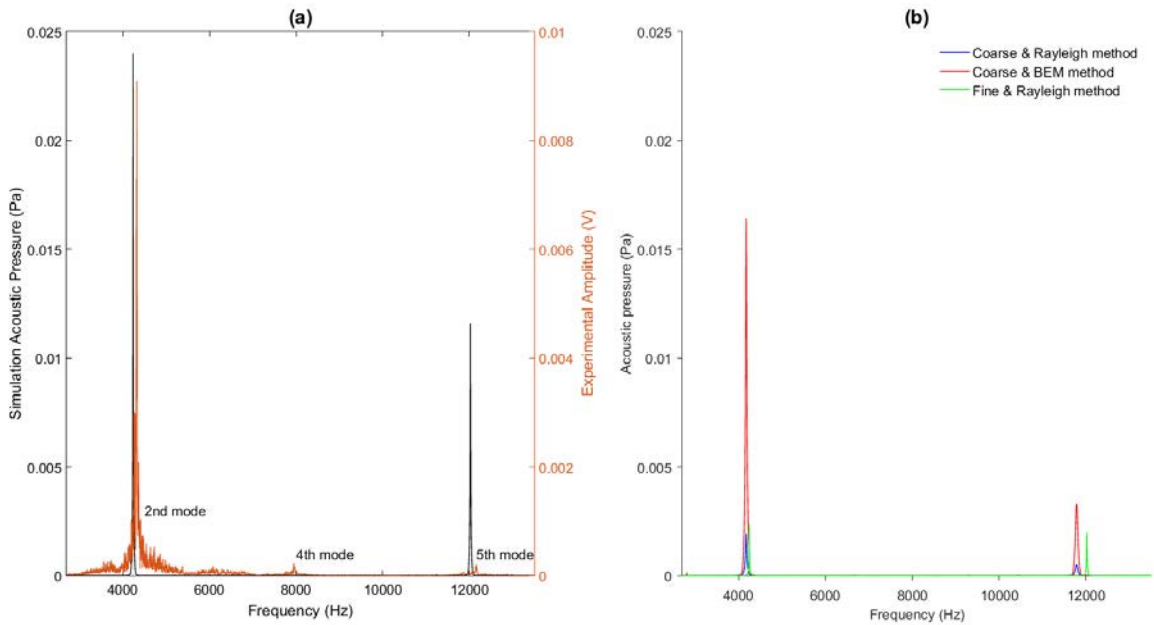 (a)
0.025
0.02
0.015
0.01
0.005
0
Simulation Acoustic Pressure (Pa)
0.01
0.008
0.006
0.004
0.002
0
Experimental Amplitude (V)
2nd mode
4th mode
5th mode
4000 6000 8000 10000 12000
Frequency (Hz)
(b)
0.025
0.02
0.015
0.01
0.005
0
Acoustic pressure (Pa)
Coarse & Rayleigh method
Coarse & BEM method
Fine & Rayleigh method
4000 6000 8000 10000 12000
Frequency (Hz)